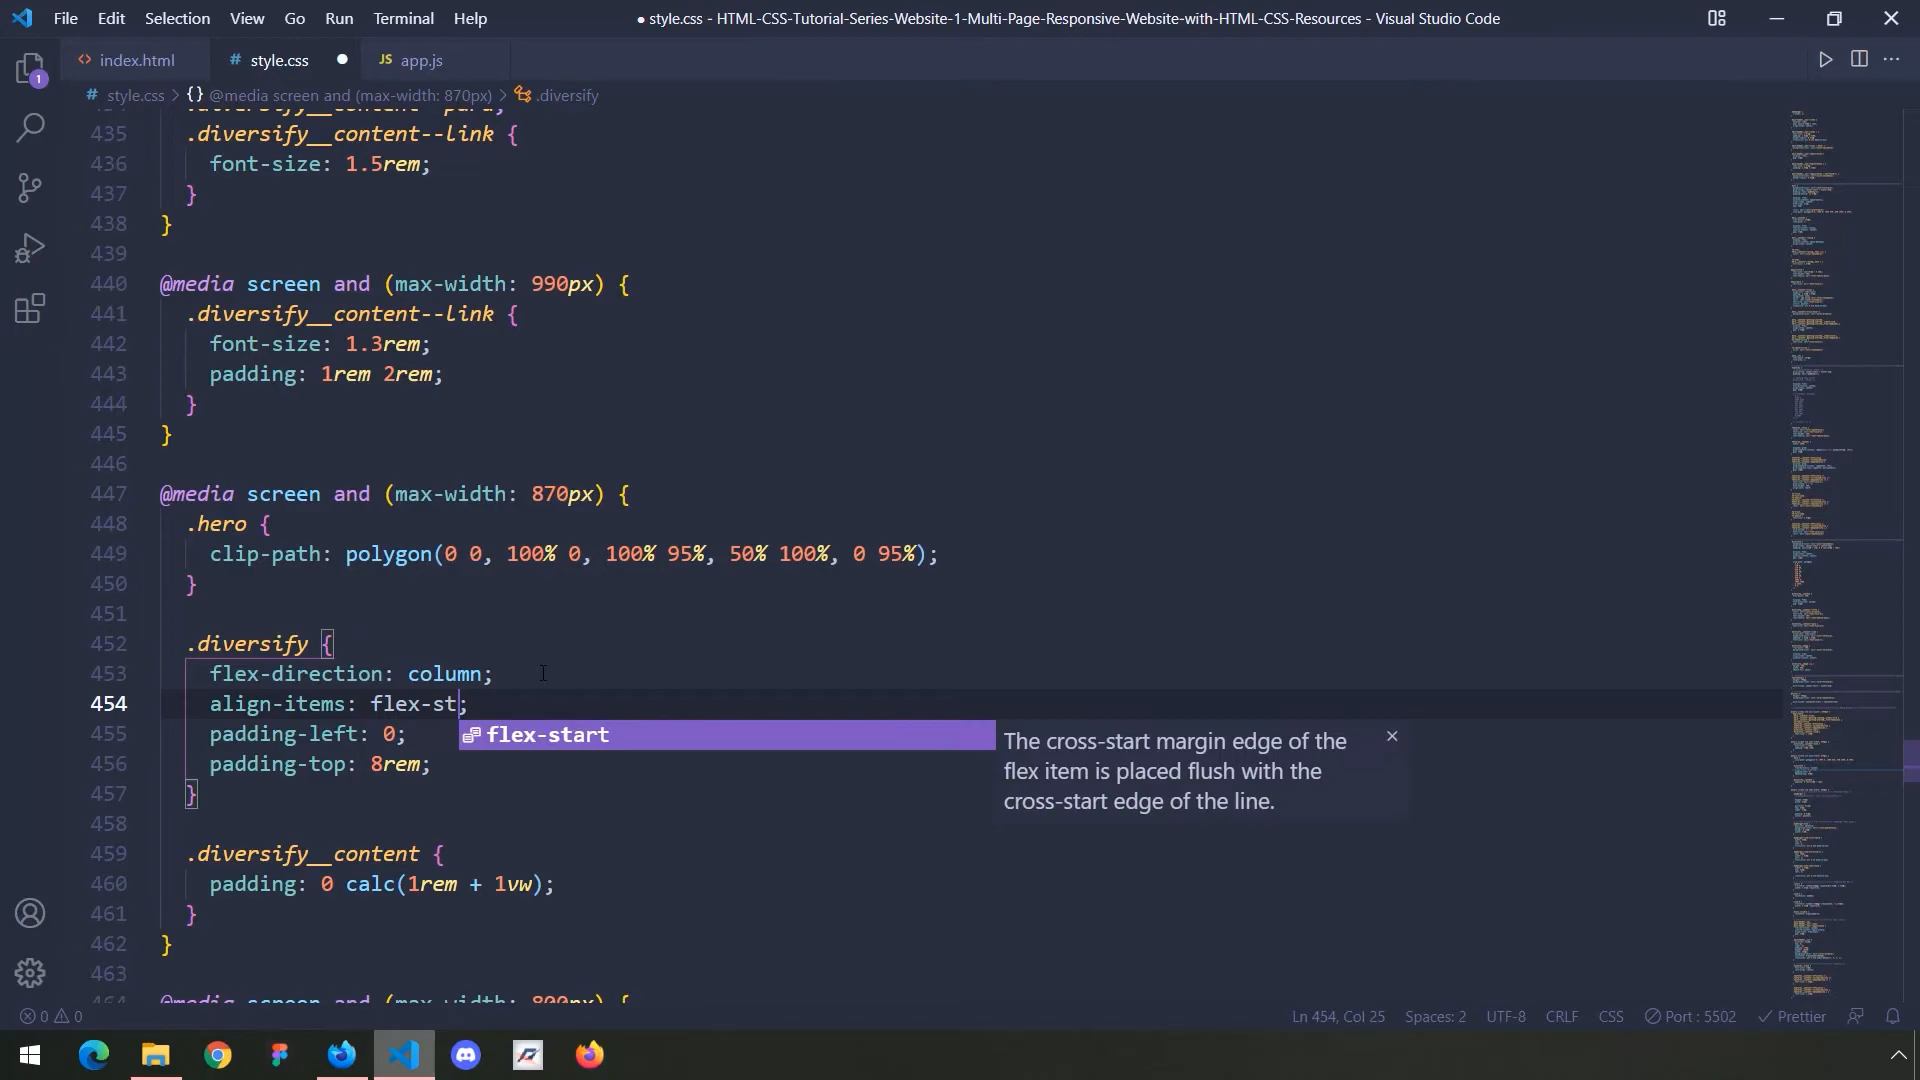 File Edit Selection View Go Run Terminal Help
● style.css - HTML-CSS-Tutorial-Series-Website-1-Multi-Page-Responsive-Website-with-HTML-CSS-Resources - Visual Studio Code
1
<> index.html
# style.css ●
JS app.js
# style.css > {} @media screen and (max-width: 870px) > .diversify
435 .diversify__content--link {
436 font-size: 1.5rem;
437 }
438 }
439
440 @media screen and (max-width: 990px) {
441 .diversify__content--link {
442 font-size: 1.3rem;
443 padding: 1rem 2rem;
444 }
445 }
446
447 @media screen and (max-width: 870px) {
448 .hero {
449 clip-path: polygon(0 0, 100% 0, 100% 95%, 50% 100%, 0 95%);
450 }
451
452 .diversify {
453 flex-direction: column;
454 align-items: flex-st;
455 padding-left: 0;
flex-start
The cross-start margin edge of the
flex item is placed flush with the
cross-start edge of the line.
456 padding-top: 8rem;
457 }
458
459 .diversify__content {
460 padding: 0 calc(1rem + 1vw);
461 }
462 }
463
464 @media screen and (max-width: 800px) {
0 0
Ln 454, Col 25 Spaces: 2 UTF-8 CRLF CSS Port : 5502 Prettier